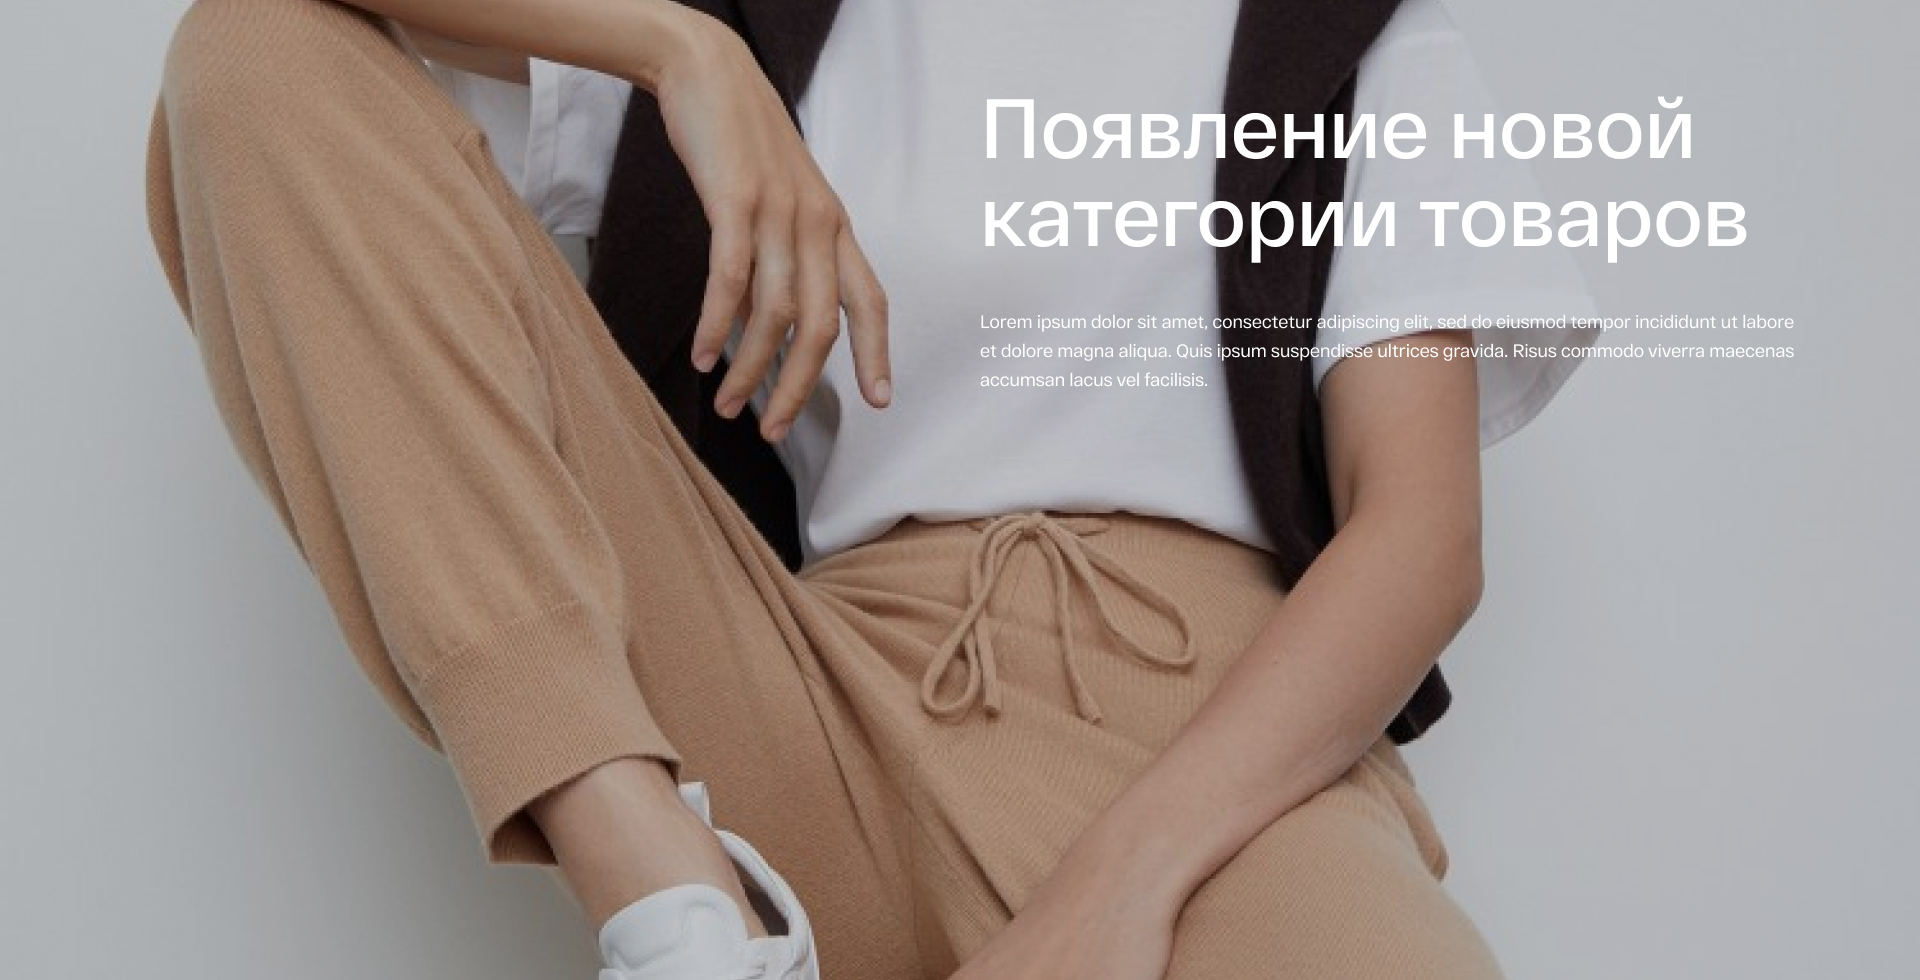 Появление новой
категории товаров
Lorem ipsum dolor sit amet, consectetur adipiscing elit, sed do eiusmod tempor incididunt ut labore
et dolore magna aliqua. Quis ipsum suspendisse ultrices gravida. Risus commodo viverra maecenas
accumsan lacus vel facilisis.